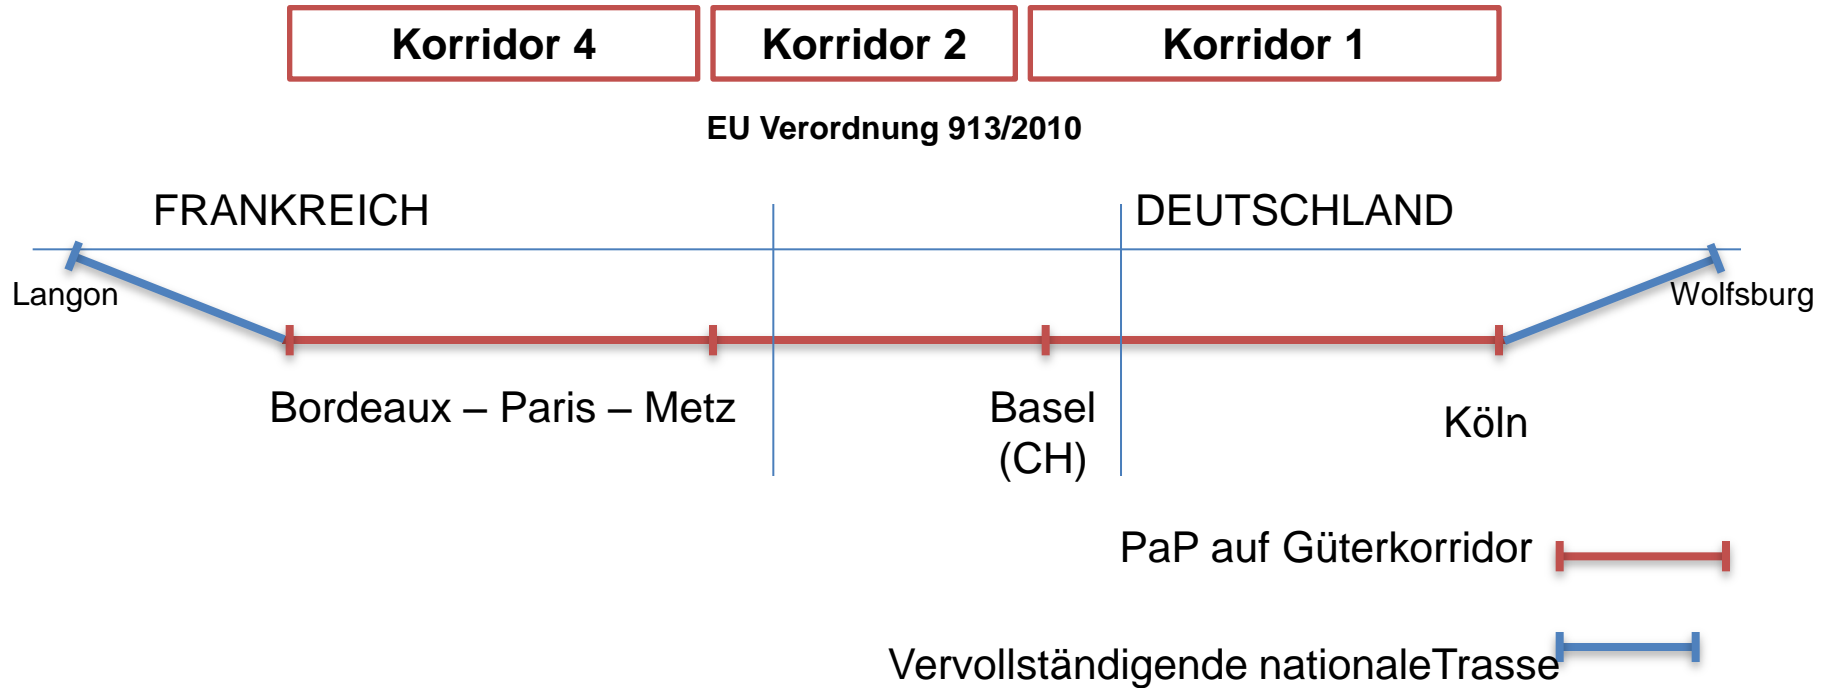 Korridor 4
Korridor 2
Korridor 1
EU Verordnung 913/2010
FRANKREICH
DEUTSCHLAND
Langon
Wolfsburg
Bordeaux – Paris – Metz
Basel
(CH)
Köln
PaP auf Güterkorridor
Vervollständigende nationaleTrasse